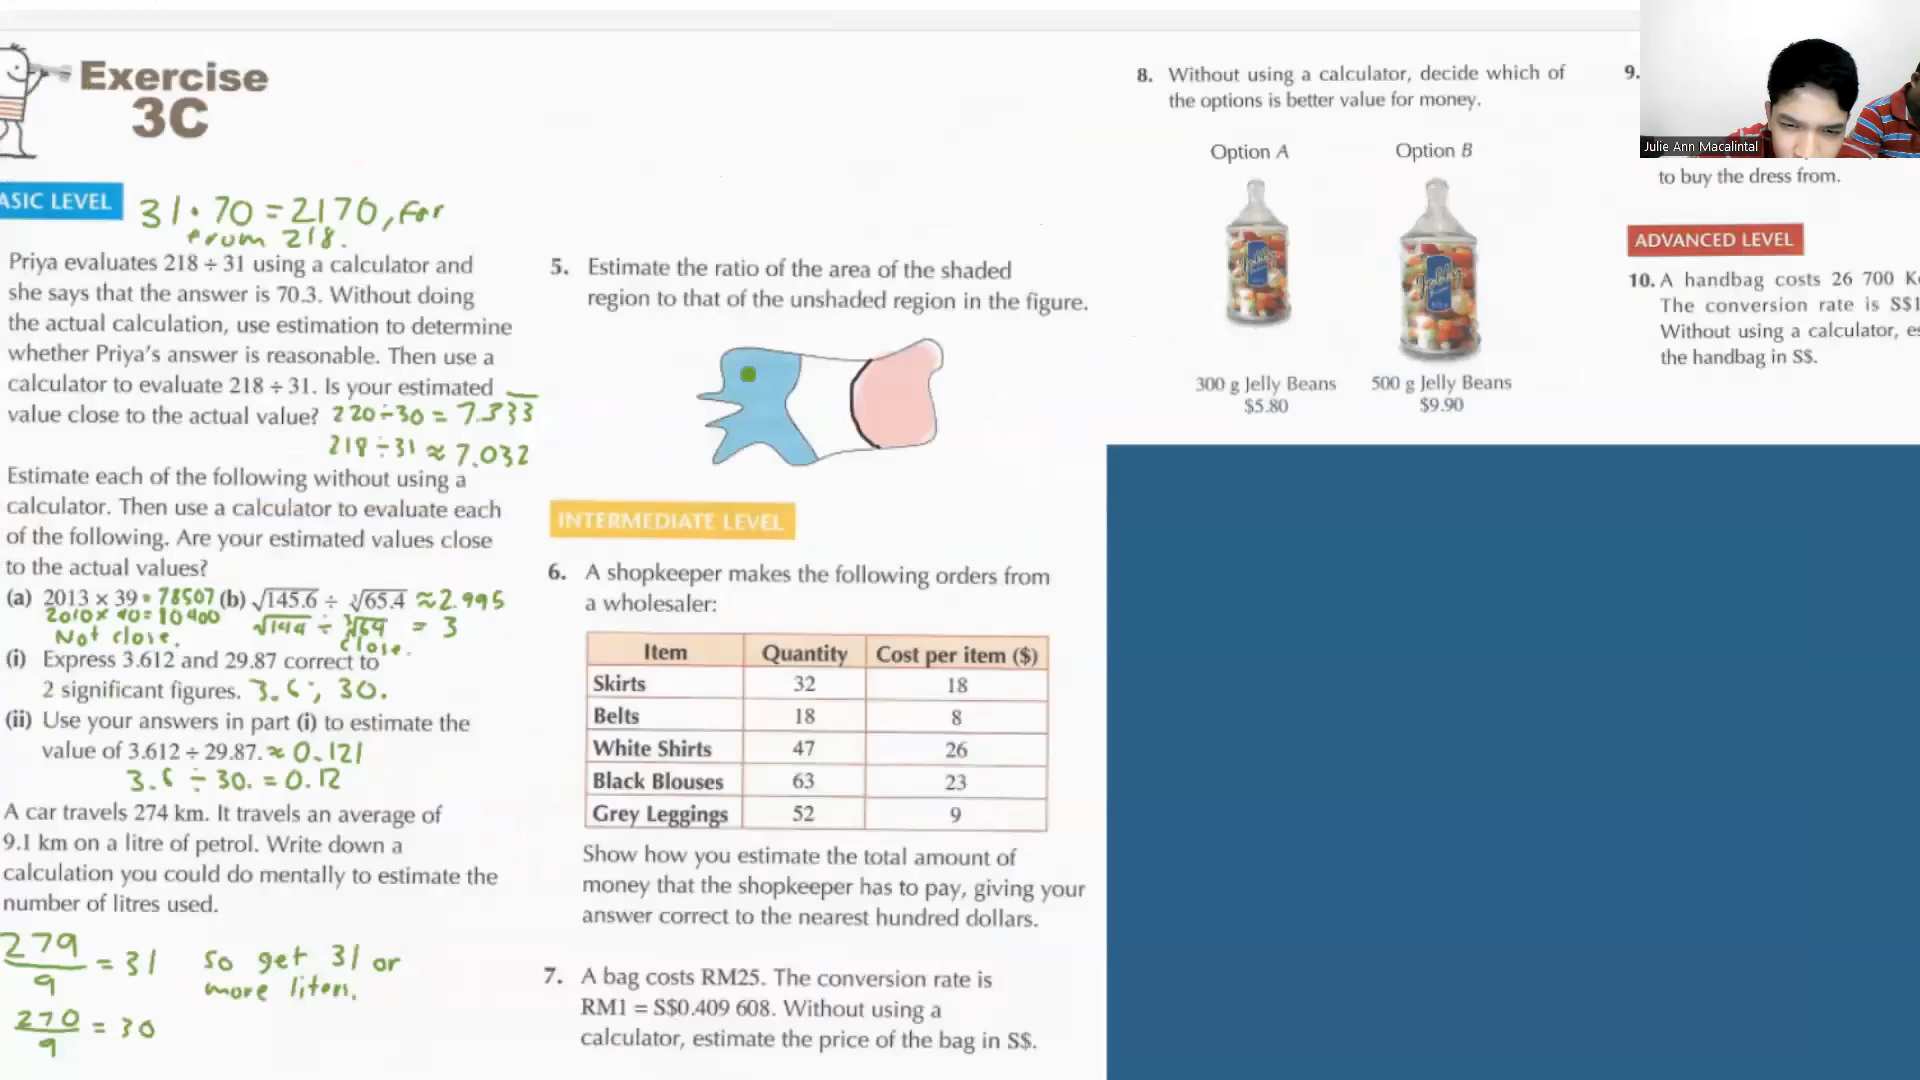 Exercise
3C
ASIC LEVEL
31 · 70 = 2170, far
from 218.
Priya evaluates 218 ÷ 31 using a calculator and
she says that the answer is 70.3. Without doing
the actual calculation, use estimation to determine
whether Priya's answer is reasonable. Then use a
calculator to evaluate 218 ÷ 31. Is your estimated
value close to the actual value? 220÷30 = 7.333
218 ÷ 31 ≈ 7.032
Estimate each of the following without using a
calculator. Then use a calculator to evaluate each
of the following. Are your estimated values close
to the actual values?
(a) 2013 × 39 = 78507 (b) √145.6 ÷ ∛65.4 ≈ 2.995
2010 × 40 = 10400 √144 ÷ ∛64 = 3
Not close. close.
(i) Express 3.612 and 29.87 correct to
2 significant figures. 3.6; 30.
(ii) Use your answers in part (i) to estimate the
value of 3.612 ÷ 29.87. ≈ 0.121
3.6 ÷ 30. = 0.12
A car travels 274 km. It travels an average of
9.1 km on a litre of petrol. Write down a
calculation you could do mentally to estimate the
number of litres used.
279/9 = 31 so get 31 or
more liters.
270/9 = 30
5. Estimate the ratio of the area of the shaded
region to that of the unshaded region in the figure.
INTERMEDIATE LEVEL
6. A shopkeeper makes the following orders from
a wholesaler:
Item Quantity Cost per item ($)
Skirts 32 18
Belts 18 8
White Shirts 47 26
Black Blouses 63 23
Grey Leggings 52 9
Show how you estimate the total amount of
money that the shopkeeper has to pay, giving your
answer correct to the nearest hundred dollars.
7. A bag costs RM25. The conversion rate is
RM1 = S$0.409 608. Without using a
calculator, estimate the price of the bag in S$.
8. Without using a calculator, decide which of
the options is better value for money.
Option A Option B
Jelly Jelly
300 g Jelly Beans 500 g Jelly Beans
$5.80 $9.90
9.
Julie Ann Macalintal
to buy the dress from.
ADVANCED LEVEL
10. A handbag costs 26 700 K
The conversion rate is S$1
Without using a calculator, es
the handbag in S$.